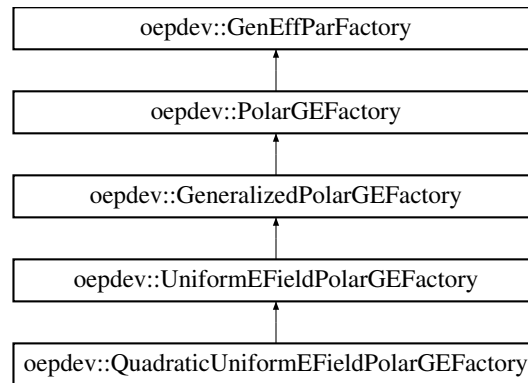 oepdev::GenEffParFactory
oepdev::PolarGEFactory
oepdev::GeneralizedPolarGEFactory
oepdev::UniformEFieldPolarGEFactory
oepdev::QuadraticUniformEFieldPolarGEFactory